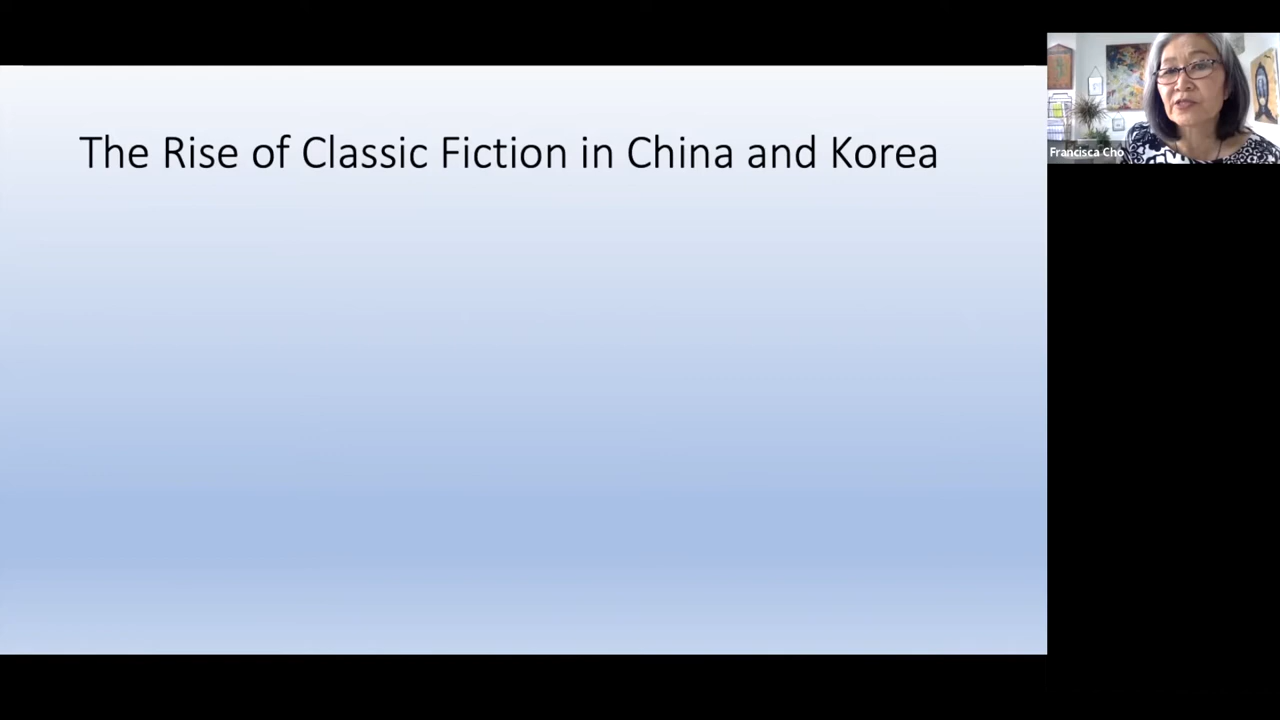 The Rise of Classic Fiction in China and Korea
Francisca Cho